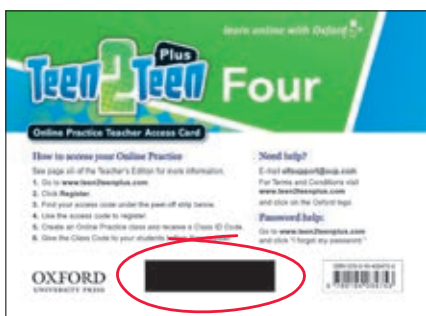 learn online with Oxford
Plus
Teen2Teen Four
Online Practice Teacher Access Card
How to access your Online Practice
See page of the Teacher's Edition for more information.
1. Go to www.teen2teenplus.com
2. Click Register.
3. Find your access code under the peel-off strip below.
4. Use the access code to register.
5. Create an Online Practice class and receive a Class ID Code.
6. Give the Class Code to your students
Need help?
E-mail eltsupport@oup.com
For Terms and Conditions visit
www.teen2teenplus.com
and click on the Oxford logo
Password help:
Go to www.teen2teenplus.com
and click "I forgot my password."
OXFORD
UNIVERSITY PRESS